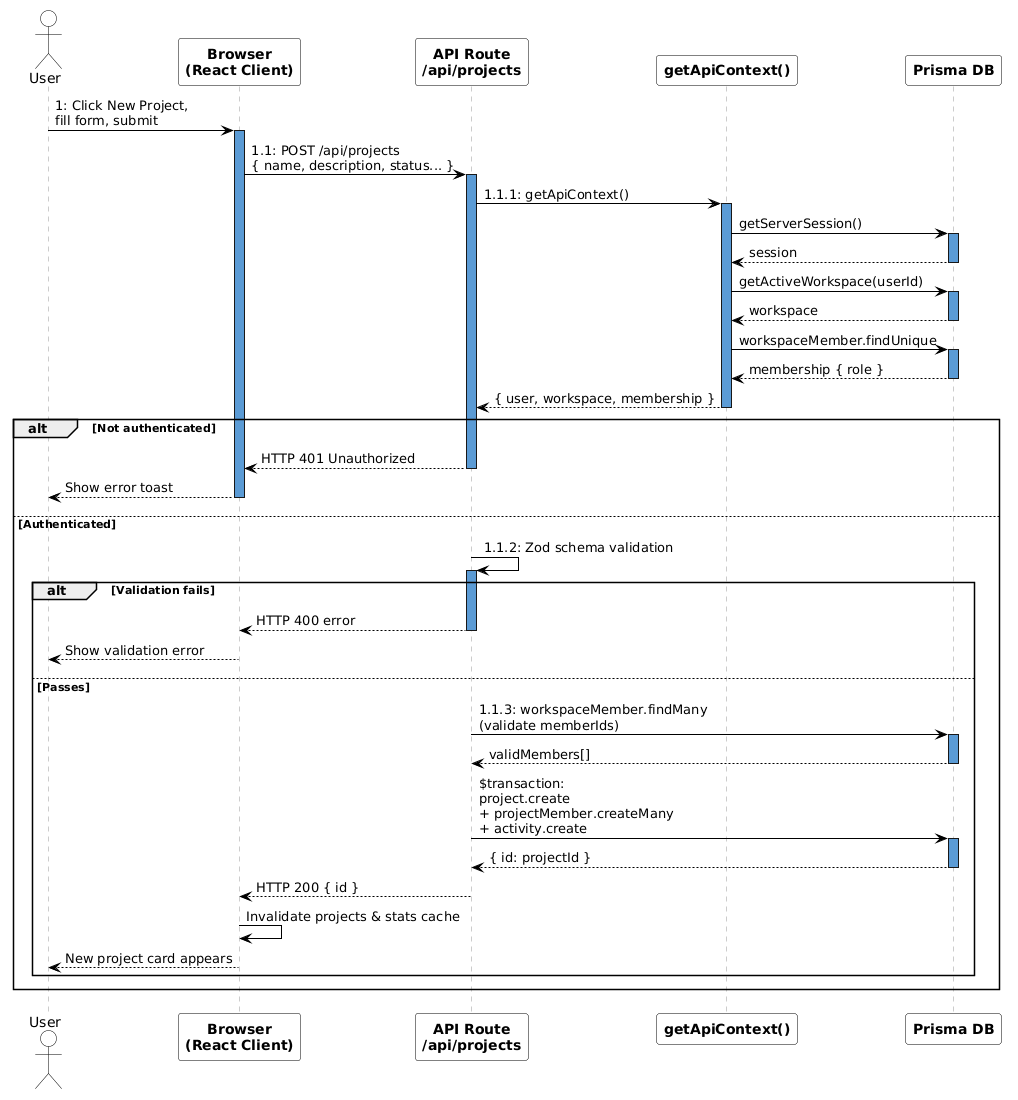 User
Browser
(React Client)
API Route
/api/projects
getApiContext()
Prisma DB
1: Click New Project,
fill form, submit
1.1: POST /api/projects
{ name, description, status... }
1.1.1: getApiContext()
getServerSession()
session
getActiveWorkspace(userId)
workspace
workspaceMember.findUnique
membership { role }
{ user, workspace, membership }
alt [Not authenticated]
HTTP 401 Unauthorized
Show error toast
[Authenticated]
1.1.2: Zod schema validation
alt [Validation fails]
HTTP 400 error
Show validation error
[Passes]
1.1.3: workspaceMember.findMany
(validate memberIds)
validMembers[]
$transaction:
project.create
+ projectMember.createMany
+ activity.create
{ id: projectId }
HTTP 200 { id }
Invalidate projects & stats cache
New project card appears
User
Browser
(React Client)
API Route
/api/projects
getApiContext()
Prisma DB